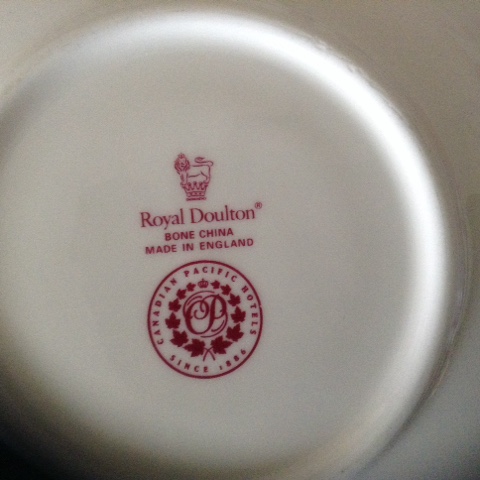 Royal Doulton®
BONE CHINA
MADE IN ENGLAND
CANADIAN PACIFIC HOTELS
CP
SINCE 1886